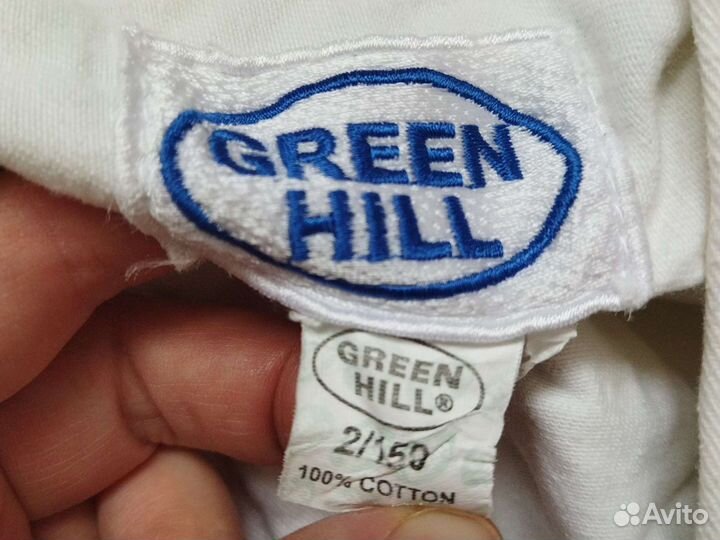 GREEN
HILL
GREEN
HILL®
2/150
100% COTTON
Avito